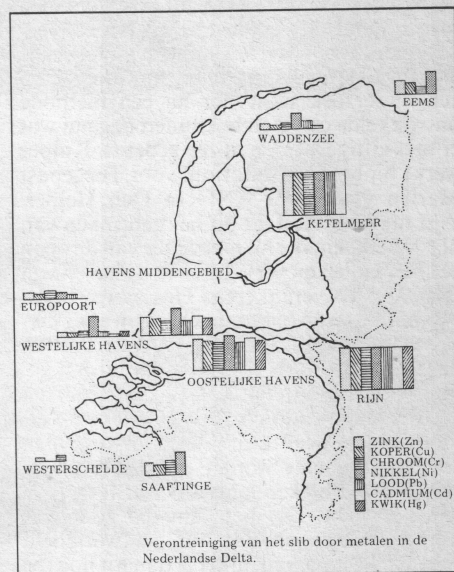 EEMS
WADDENZEE
KETELMEER
HAVENS MIDDENGEBIED
EUROPOORT
WESTELIJKE HAVENS
OOSTELIJKE HAVENS
RIJN
WESTERSCHELDE
SAAFTINGE
ZINK(Zn)
KOPER(Cu)
CHROOM(Cr)
NIKKEL(Ni)
LOOD(Pb)
CADMIUM(Cd)
KWIK(Hg)
Verontreiniging van het slib door metalen in de
Nederlandse Delta.